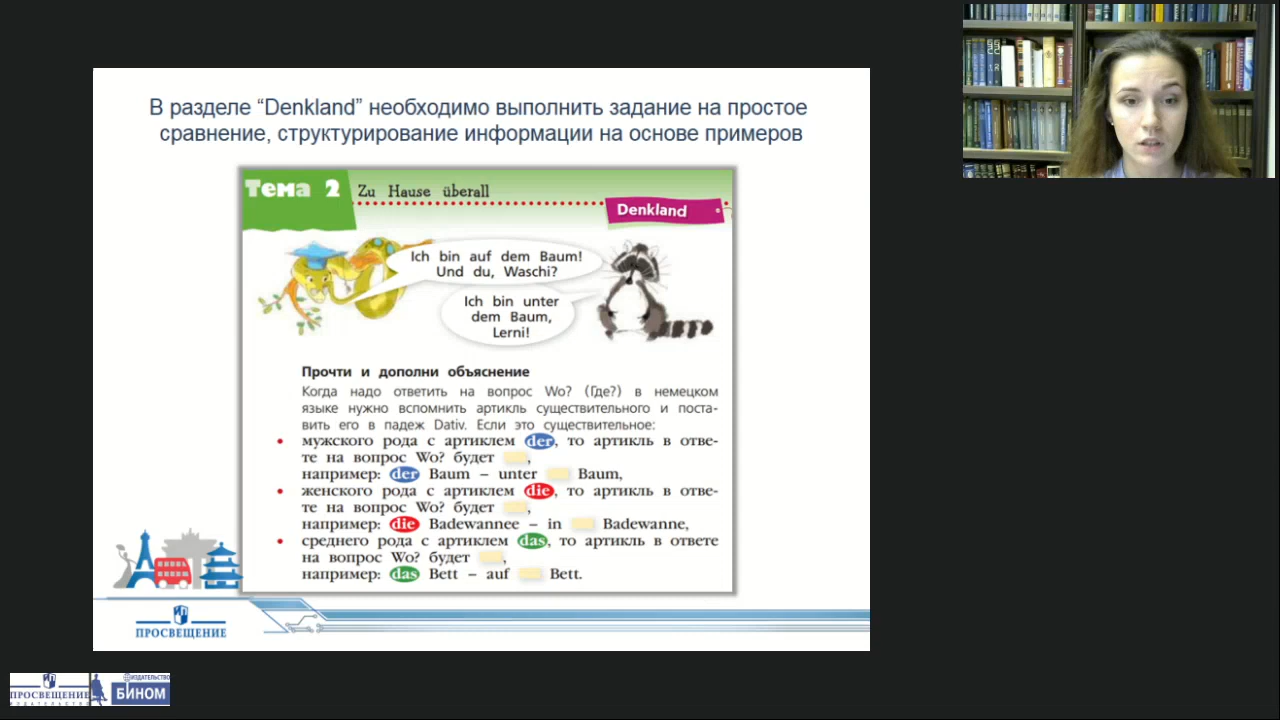 В разделе “Denkland” необходимо выполнить задание на простое
сравнение, структурирование информации на основе примеров
Тема 2
Zu Hause überall
Denkland
Ich bin auf dem Baum!
Und du, Waschi?
Ich bin unter
dem Baum,
Lerni!
Прочти и дополни объяснение
Когда надо ответить на вопрос Wo? (Где?) в немецком
языке нужно вспомнить артикль существительного и поста-
вить его в падеж Dativ. Если это существительное:
• мужского рода с артиклем der, то артикль в отве-
те на вопрос Wo? будет ,
например: der Baum – unter Baum,
• женского рода с артиклем die, то артикль в отве-
те на вопрос Wo? будет ,
например: die Badewannee – in Badewanne,
• среднего рода с артиклем das, то артикль в ответе
на вопрос Wo? будет ,
например: das Bett – auf Bett.
ПРОСВЕЩЕНИЕ
ПРОСВЕЩЕНИЕ
ИЗДАТЕЛЬСТВО
ИЗДАТЕЛЬСТВО
БИНОМ